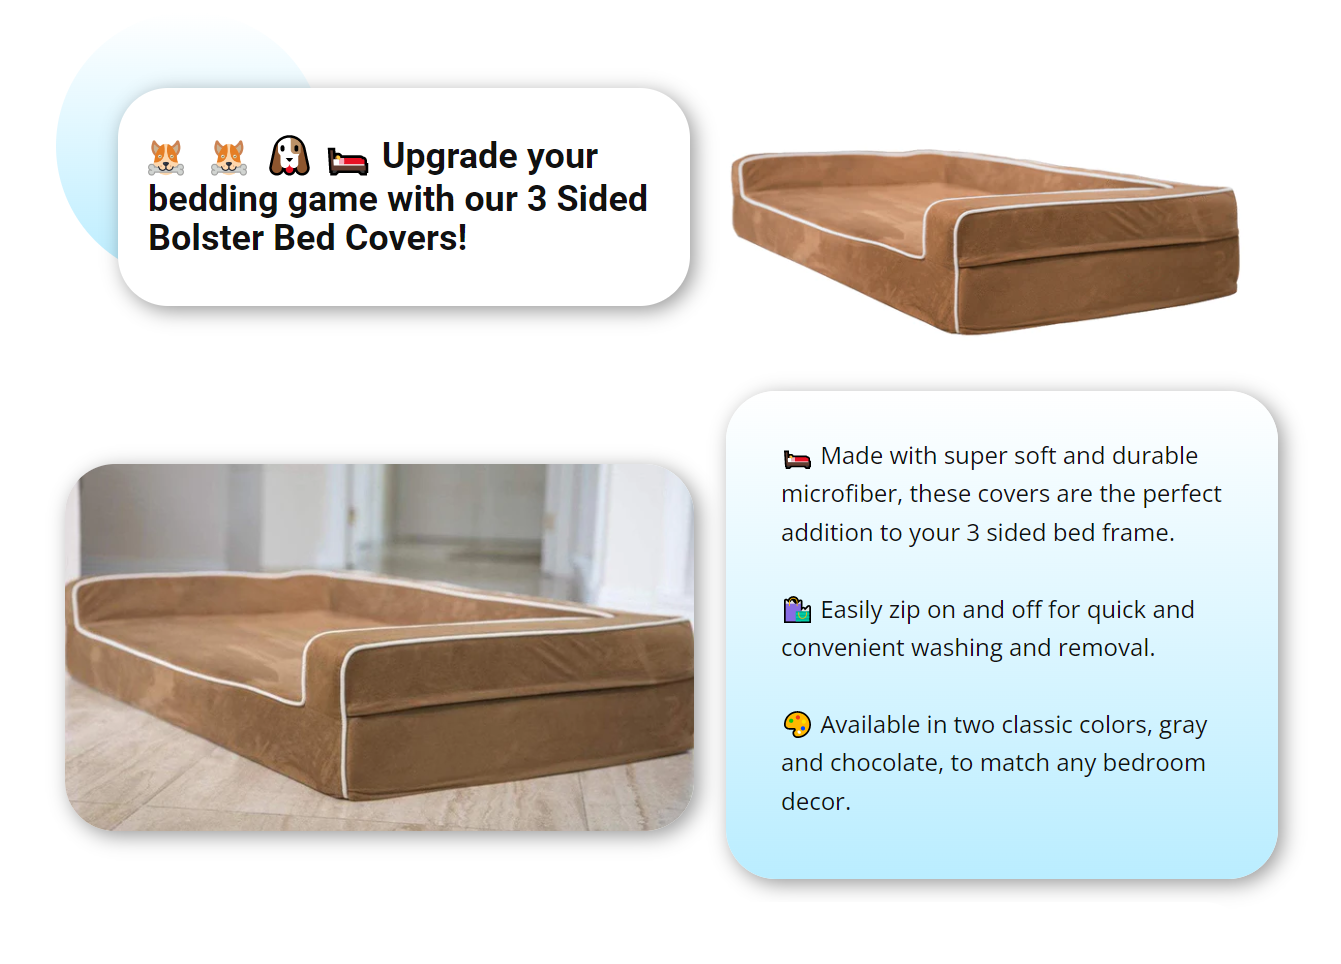 Upgrade your
bedding game with our 3 Sided
Bolster Bed Covers!
Made with super soft and durable
microfiber, these covers are the perfect
addition to your 3 sided bed frame.
Easily zip on and off for quick and
convenient washing and removal.
Available in two classic colors, gray
and chocolate, to match any bedroom
decor.